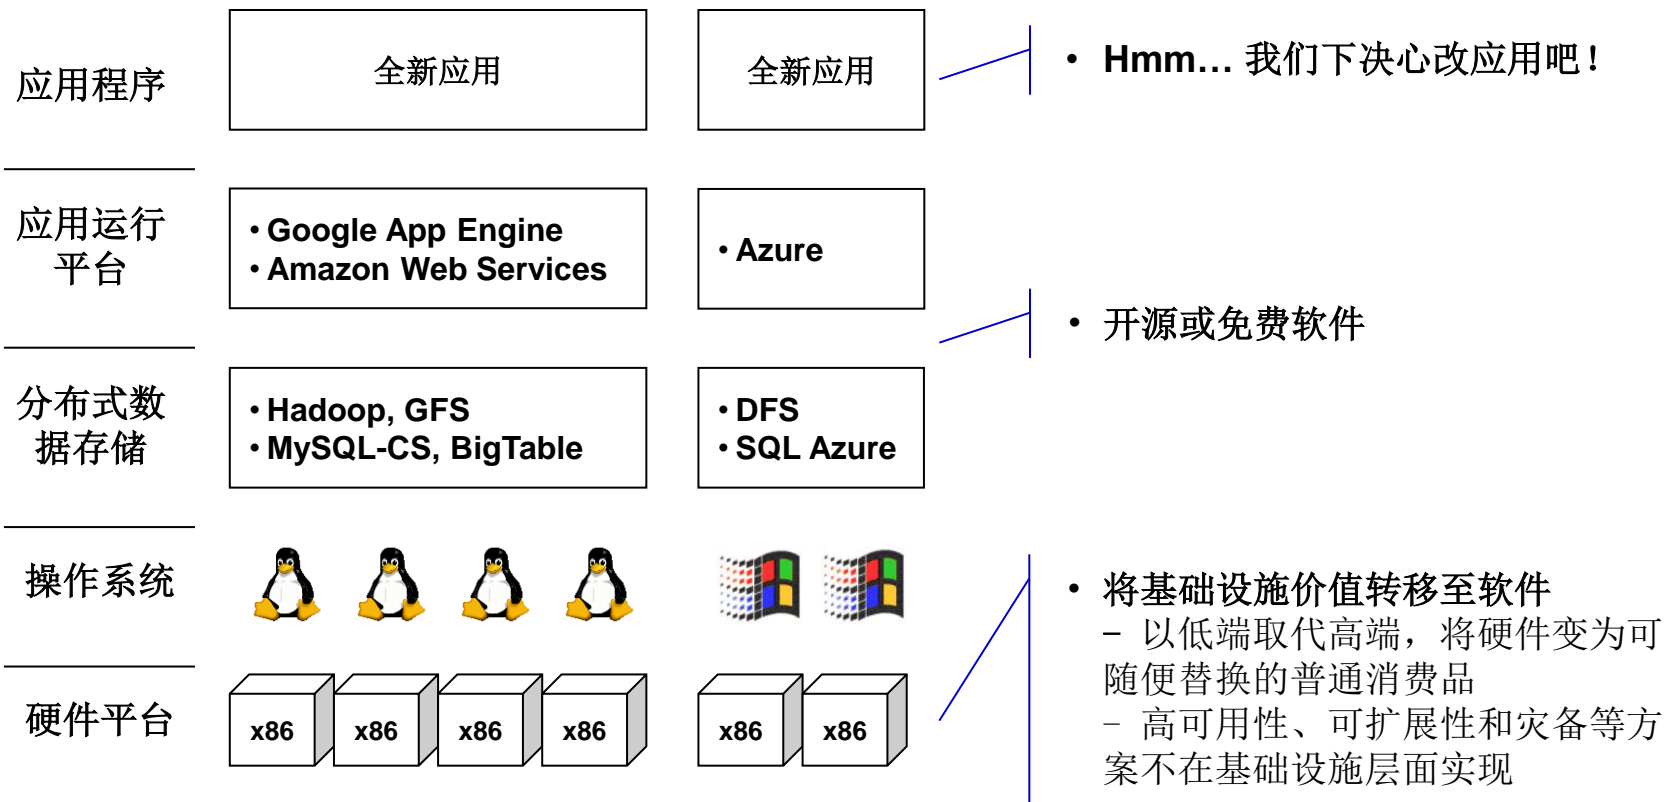 应用程序
全新应用
全新应用
• Hmm… 我们下决心改应用吧！
应用运行
平台
• Google App Engine
• Amazon Web Services
• Azure
• 开源或免费软件
分布式数
据存储
• Hadoop, GFS
• MySQL-CS, BigTable
• DFS
• SQL Azure
操作系统
• 将基础设施价值转移至软件
– 以低端取代高端，将硬件变为可
随便替换的普通消费品
– 高可用性、可扩展性和灾备等方
案不在基础设施层面实现
硬件平台
x86
x86
x86
x86
x86
x86